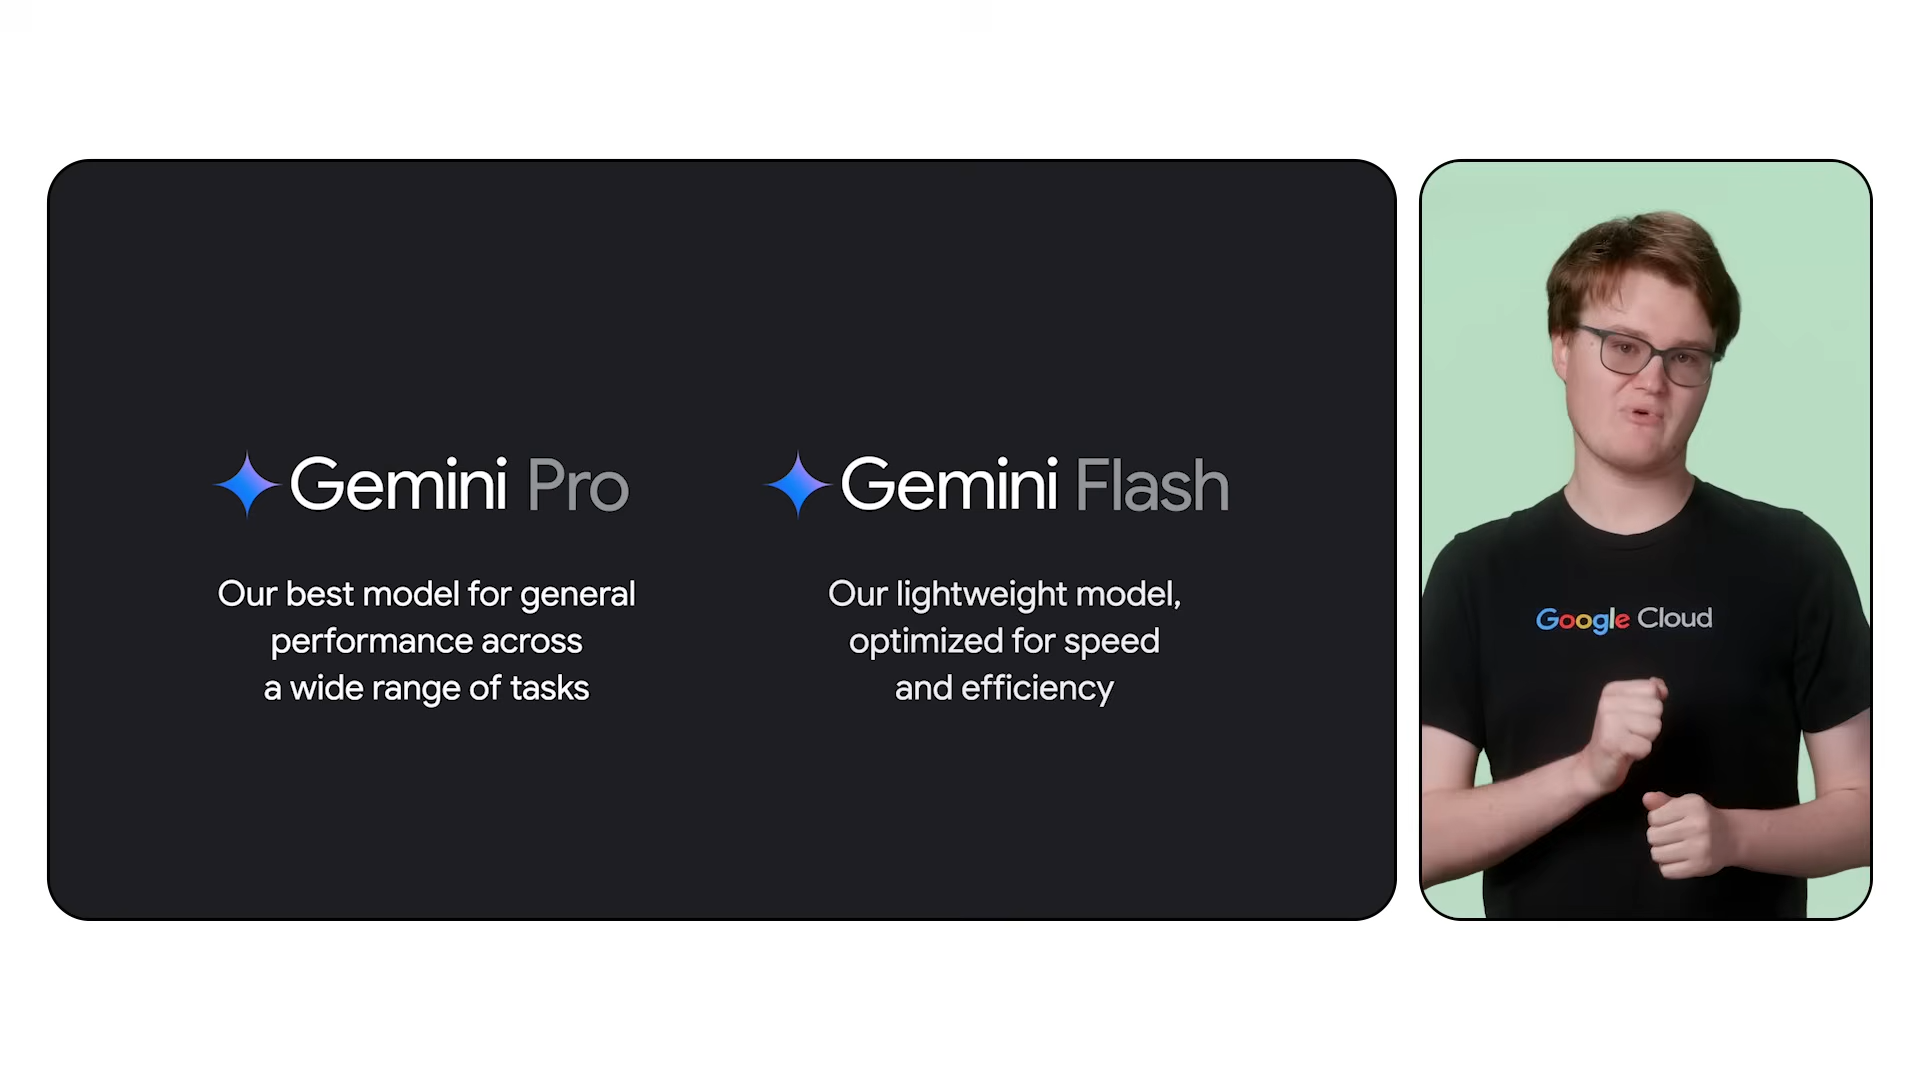 Gemini Pro
Our best model for general
performance across
a wide range of tasks
Gemini Flash
Our lightweight model,
optimized for speed
and efficiency
Google Cloud